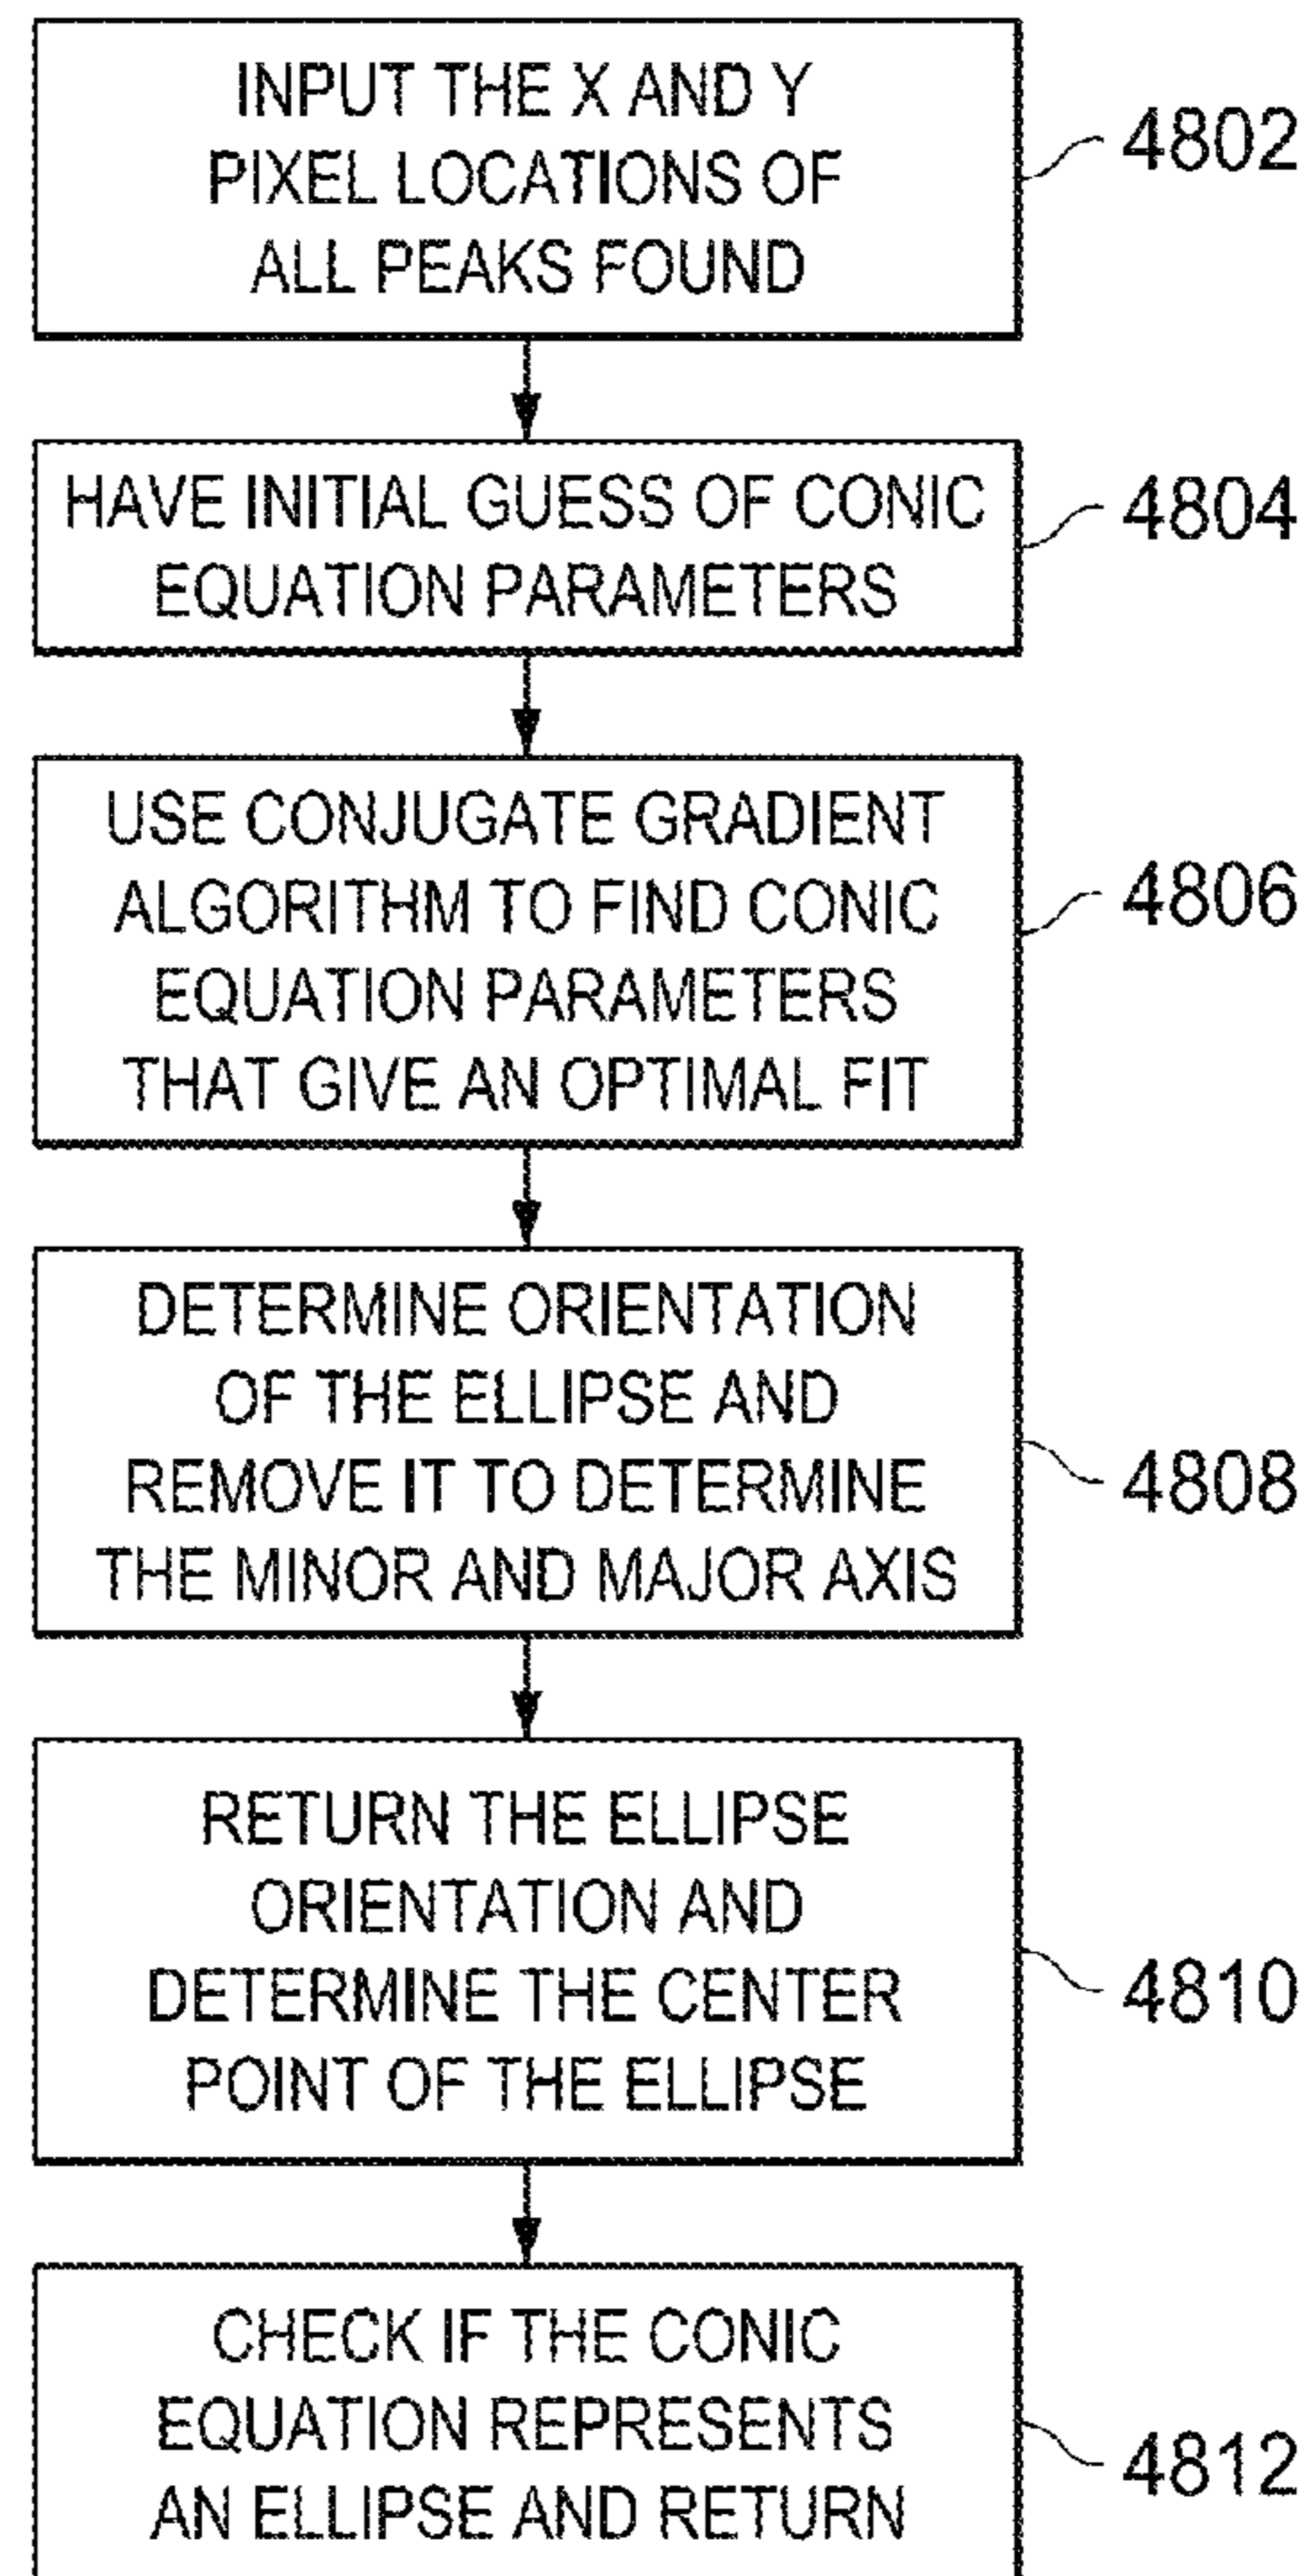 INPUT THE X AND Y
PIXEL LOCATIONS OF
ALL PEAKS FOUND
4802
HAVE INITIAL GUESS OF CONIC
EQUATION PARAMETERS
4804
USE CONJUGATE GRADIENT
ALGORITHM TO FIND CONIC
EQUATION PARAMETERS
THAT GIVE AN OPTIMAL FIT
4806
DETERMINE ORIENTATION
OF THE ELLIPSE AND
REMOVE IT TO DETERMINE
THE MINOR AND MAJOR AXIS
4808
RETURN THE ELLIPSE
ORIENTATION AND
DETERMINE THE CENTER
POINT OF THE ELLIPSE
4810
CHECK IF THE CONIC
EQUATION REPRESENTS
AN ELLIPSE AND RETURN
4812